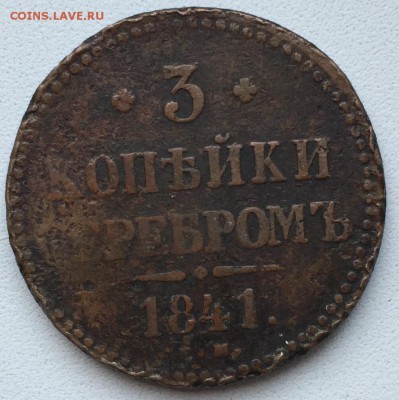 COINS.LAVE.RU
3
КОПѢЙКИ
СЕРЕБРОМЪ
1841.